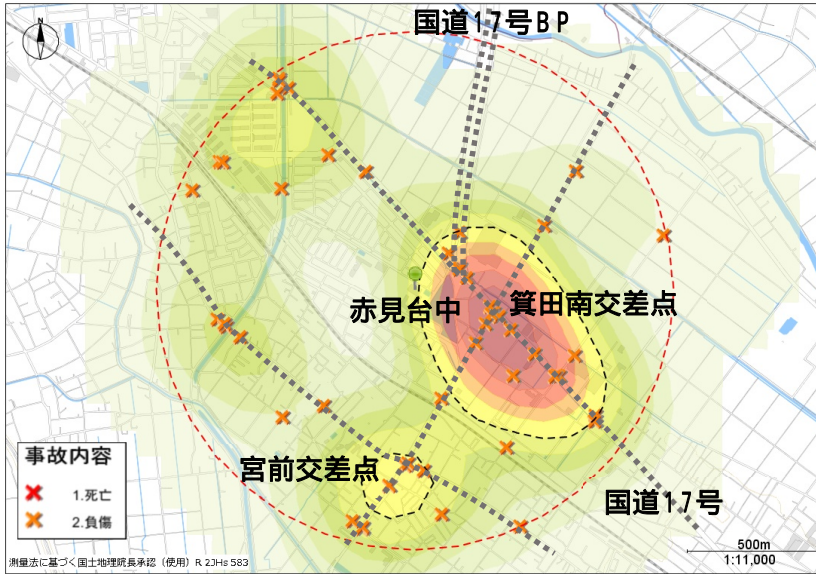 国道17号BP
赤見台中
箕田南交差点
宮前交差点
国道17号
事故内容
1.死亡
2.負傷
測量法に基づく国土地理院長承認（使用）R 2JHs 583
500m
1:11,000